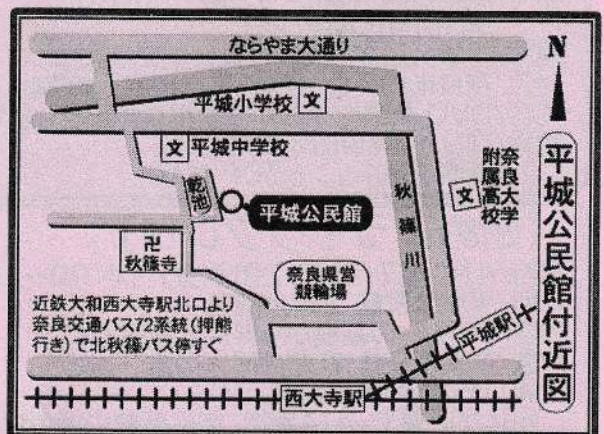 ならやま大通り
N
平城小学校
文
文
平城中学校
乾池
平城公民館
秋篠川
文
奈良大学
附属高校
平城公民館付近図
卍
秋篠寺
奈良県営
競輪場
近鉄大和西大寺駅北口より
奈良交通バス72系統(押熊
行き)で北秋篠バス停すぐ
平城駅
西大寺駅